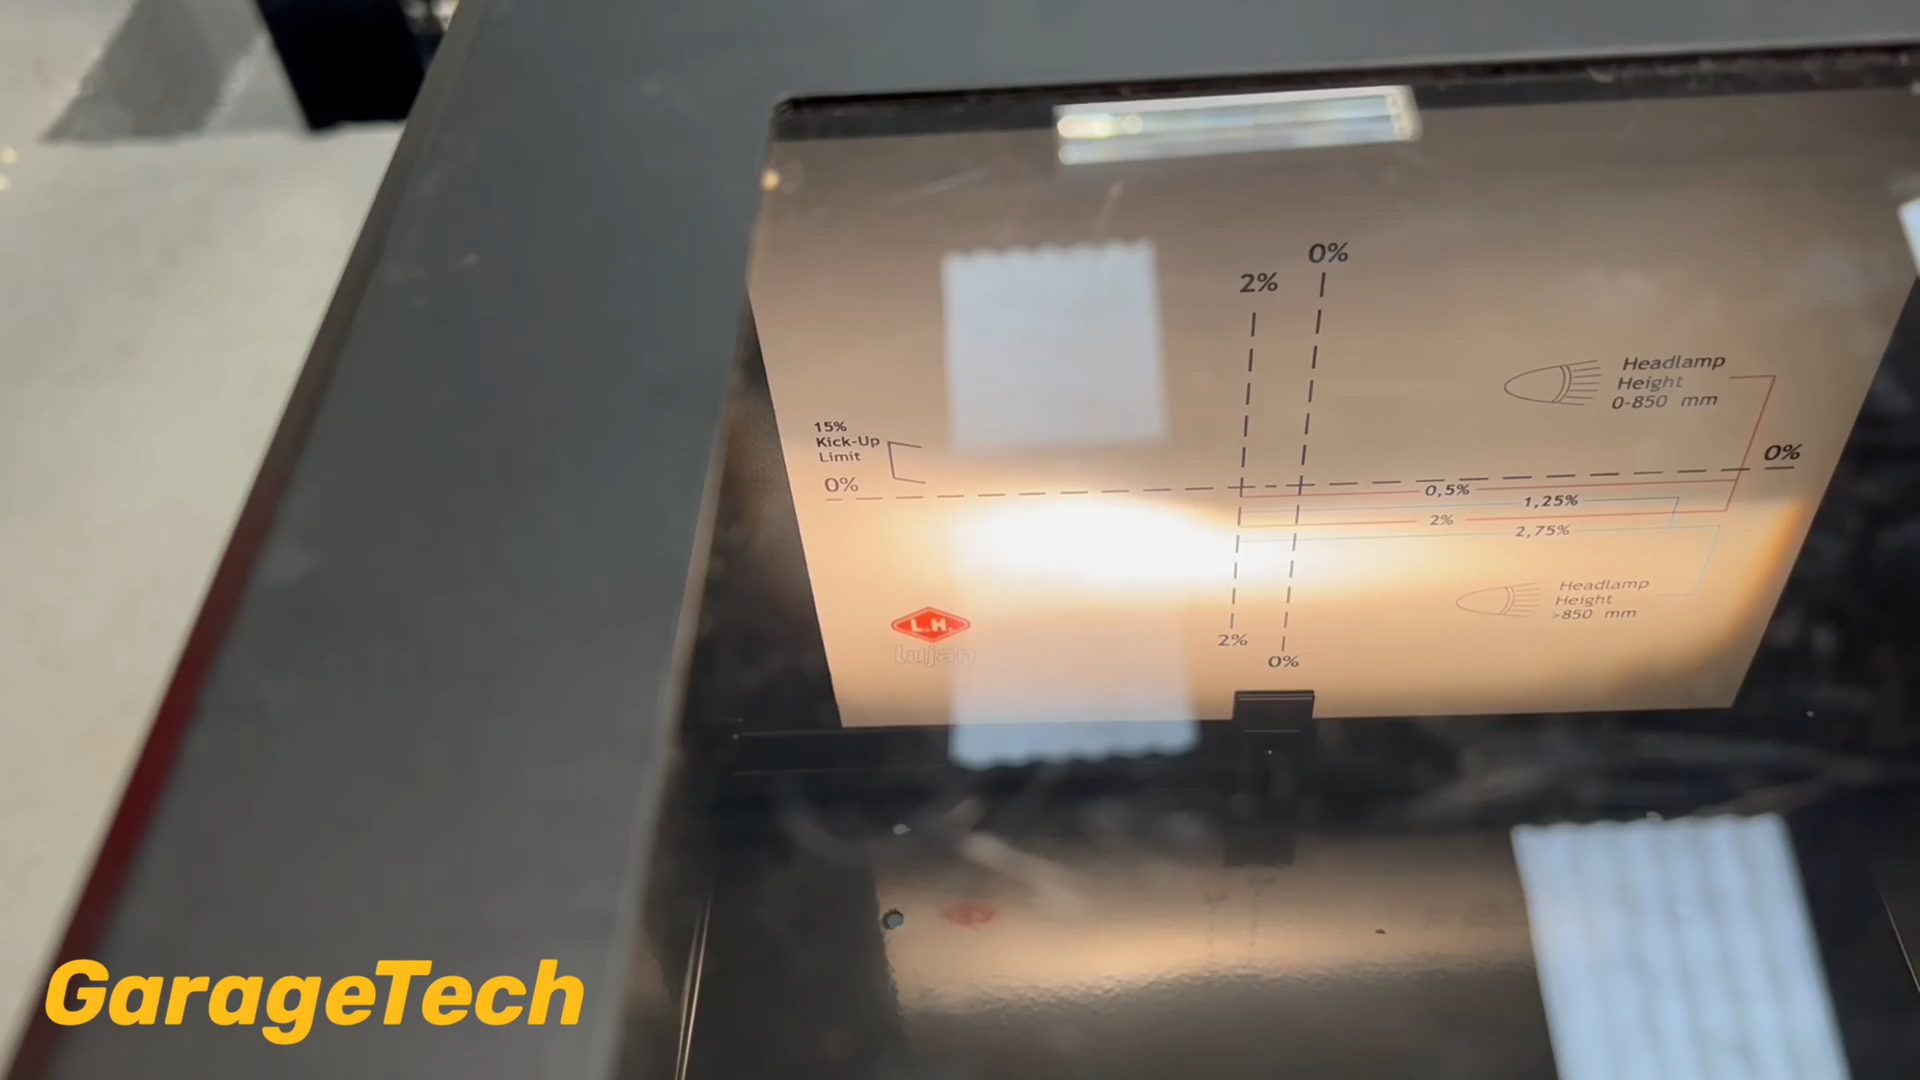 0%
2%
Headlamp
Height
0-850 mm
15%
Kick-Up
Limit
0%
0%
0,5%
1,25%
2%
2,75%
Headlamp
Height
>850 mm
L.H.
lujan
2%
0%
GarageTech